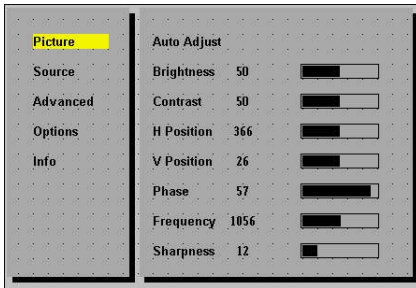 Picture
Source
Advanced
Options
Info
Auto Adjust
Brightness 50
Contrast 50
H Position 366
V Position 26
Phase 57
Frequency 1056
Sharpness 12